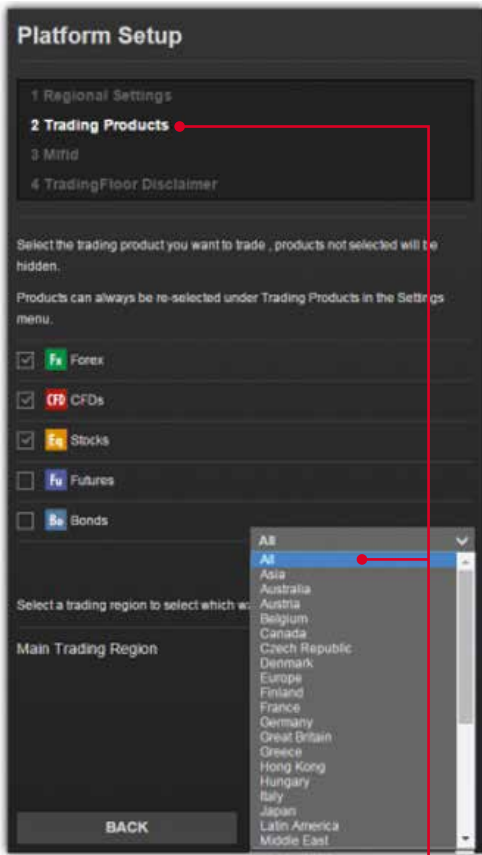 Platform Setup
1 Regional Settings
2 Trading Products
3 Mifid
4 TradingFloor Disclaimer
Select the trading product you want to trade , products not selected will be
hidden.
Products can always be re-selected under Trading Products in the Settings
menu.
Fx Forex
CFD CFDs
Eq Stocks
Fu Futures
Bo Bonds
Select a trading region to select which
Main Trading Region
All
All
Asia
Australia
Austria
Belgium
Canada
Czech Republic
Denmark
Europe
Finland
France
Germany
Great Britain
Greece
Hong Kong
Hungary
Italy
Japan
Latin America
Middle East
BACK